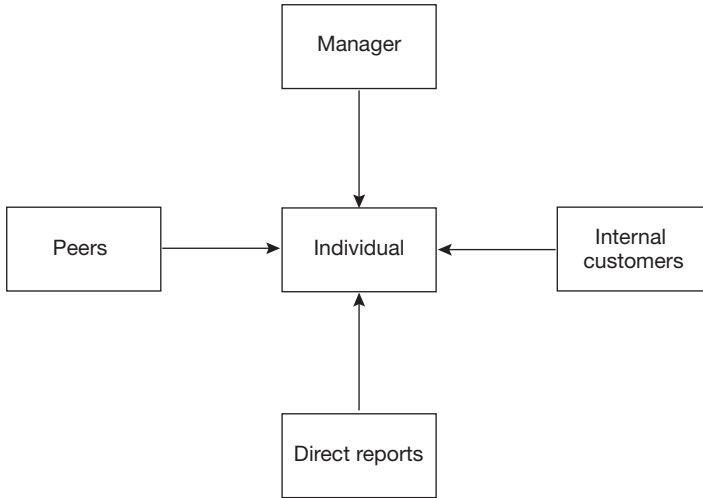 Manager
Peers
Individual
Internal
customers
Direct reports